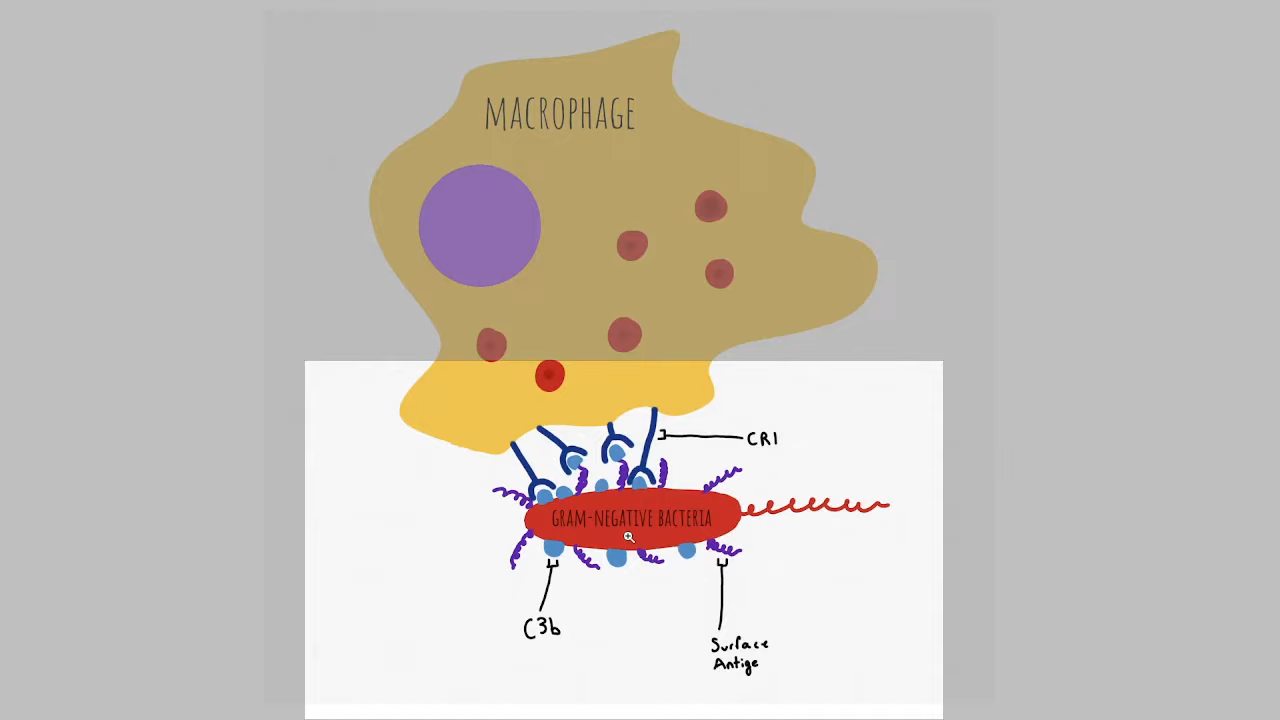 MACROPHAGE
CR1
GRAM-NEGATIVE BACTERIA
C3b
Surface
Antige